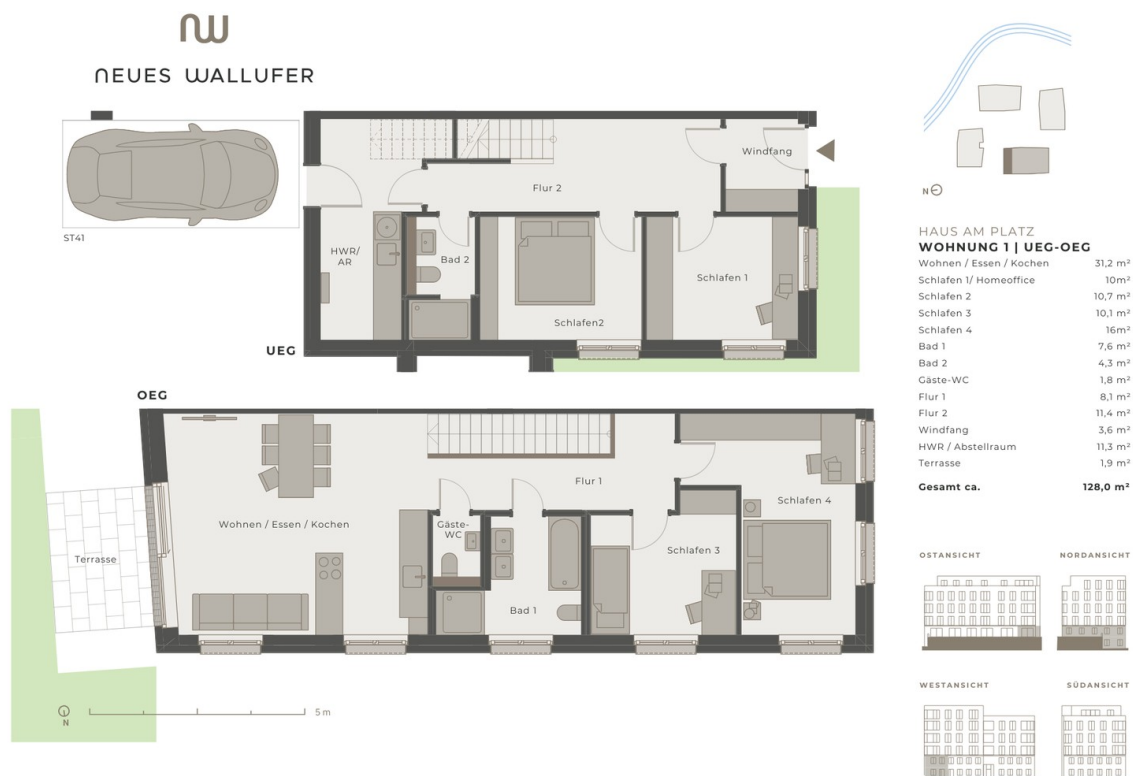 NEUES WALLUFER
ST41
HWR/
AR
Flur 2
Windfang
Bad 2
Schlafen2
Schlafen 1
UEG
OEG
Wohnen / Essen / Kochen
Terrasse
Gäste-
WC
Flur 1
Bad 1
Schlafen 3
Schlafen 4
N
5 m
N
HAUS AM PLATZ
WOHNUNG 1 | UEG-OEG
Wohnen / Essen / Kochen 31,2 m²
Schlafen 1/ Homeoffice 10m²
Schlafen 2 10,7 m²
Schlafen 3 10,1 m²
Schlafen 4 16m²
Bad 1 7,6 m²
Bad 2 4,3 m²
Gäste-WC 1,8 m²
Flur 1 8,1 m²
Flur 2 11,4 m²
Windfang 3,6 m²
HWR / Abstellraum 11,3 m²
Terrasse 1,9 m²
Gesamt ca. 128,0 m²
OSTANSICHT NORDANSICHT
WESTANSICHT SÜDANSICHT